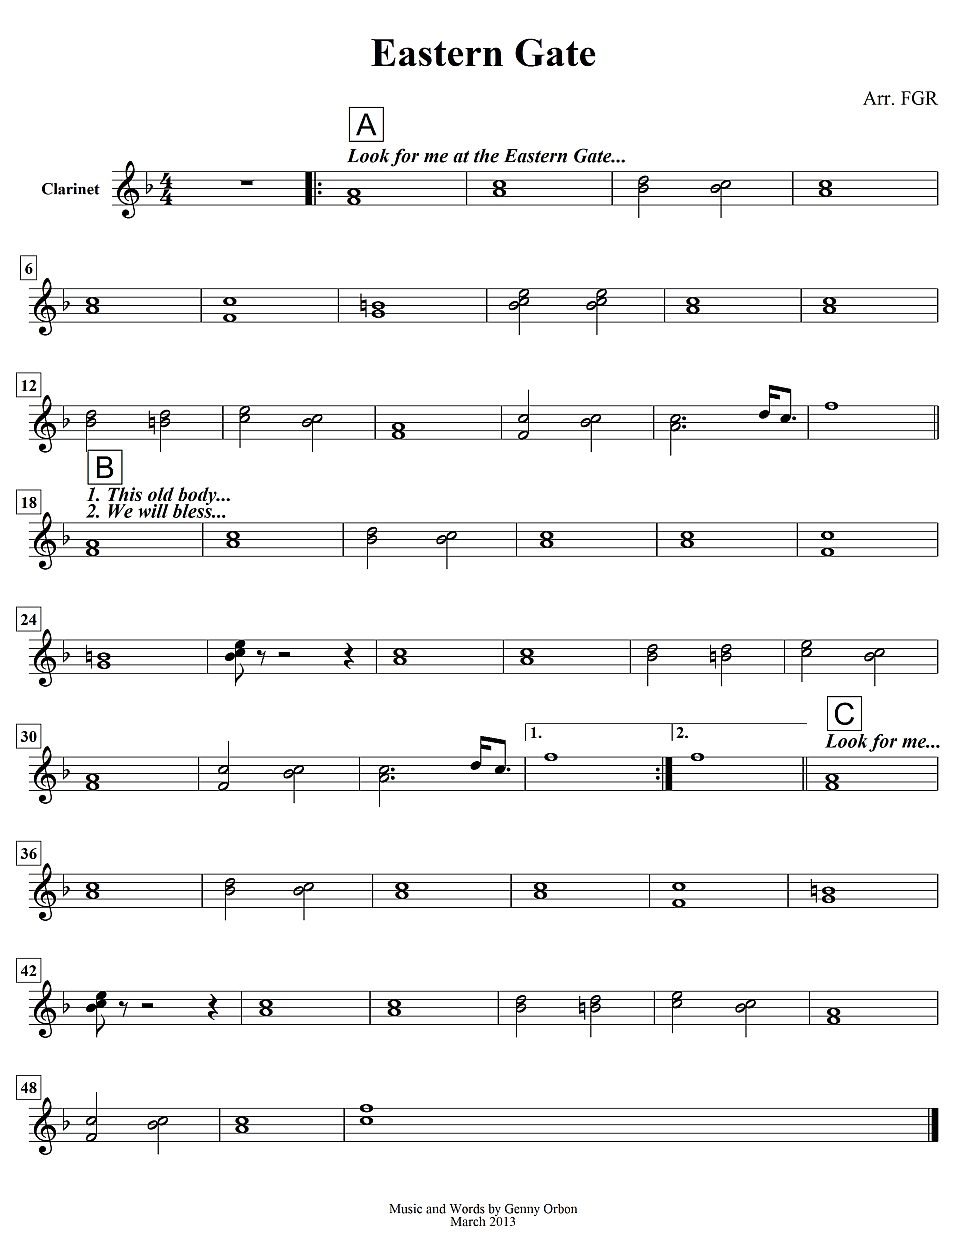 Eastern Gate
Arr. FGR
A
Look for me at the Eastern Gate...
Clarinet
4
4
6
12
B
1. This old body...
18
2. We will bless...
24
C
30
1.
2.
Look for me...
36
42
48
Music and Words by Genny Orbon
March 2013